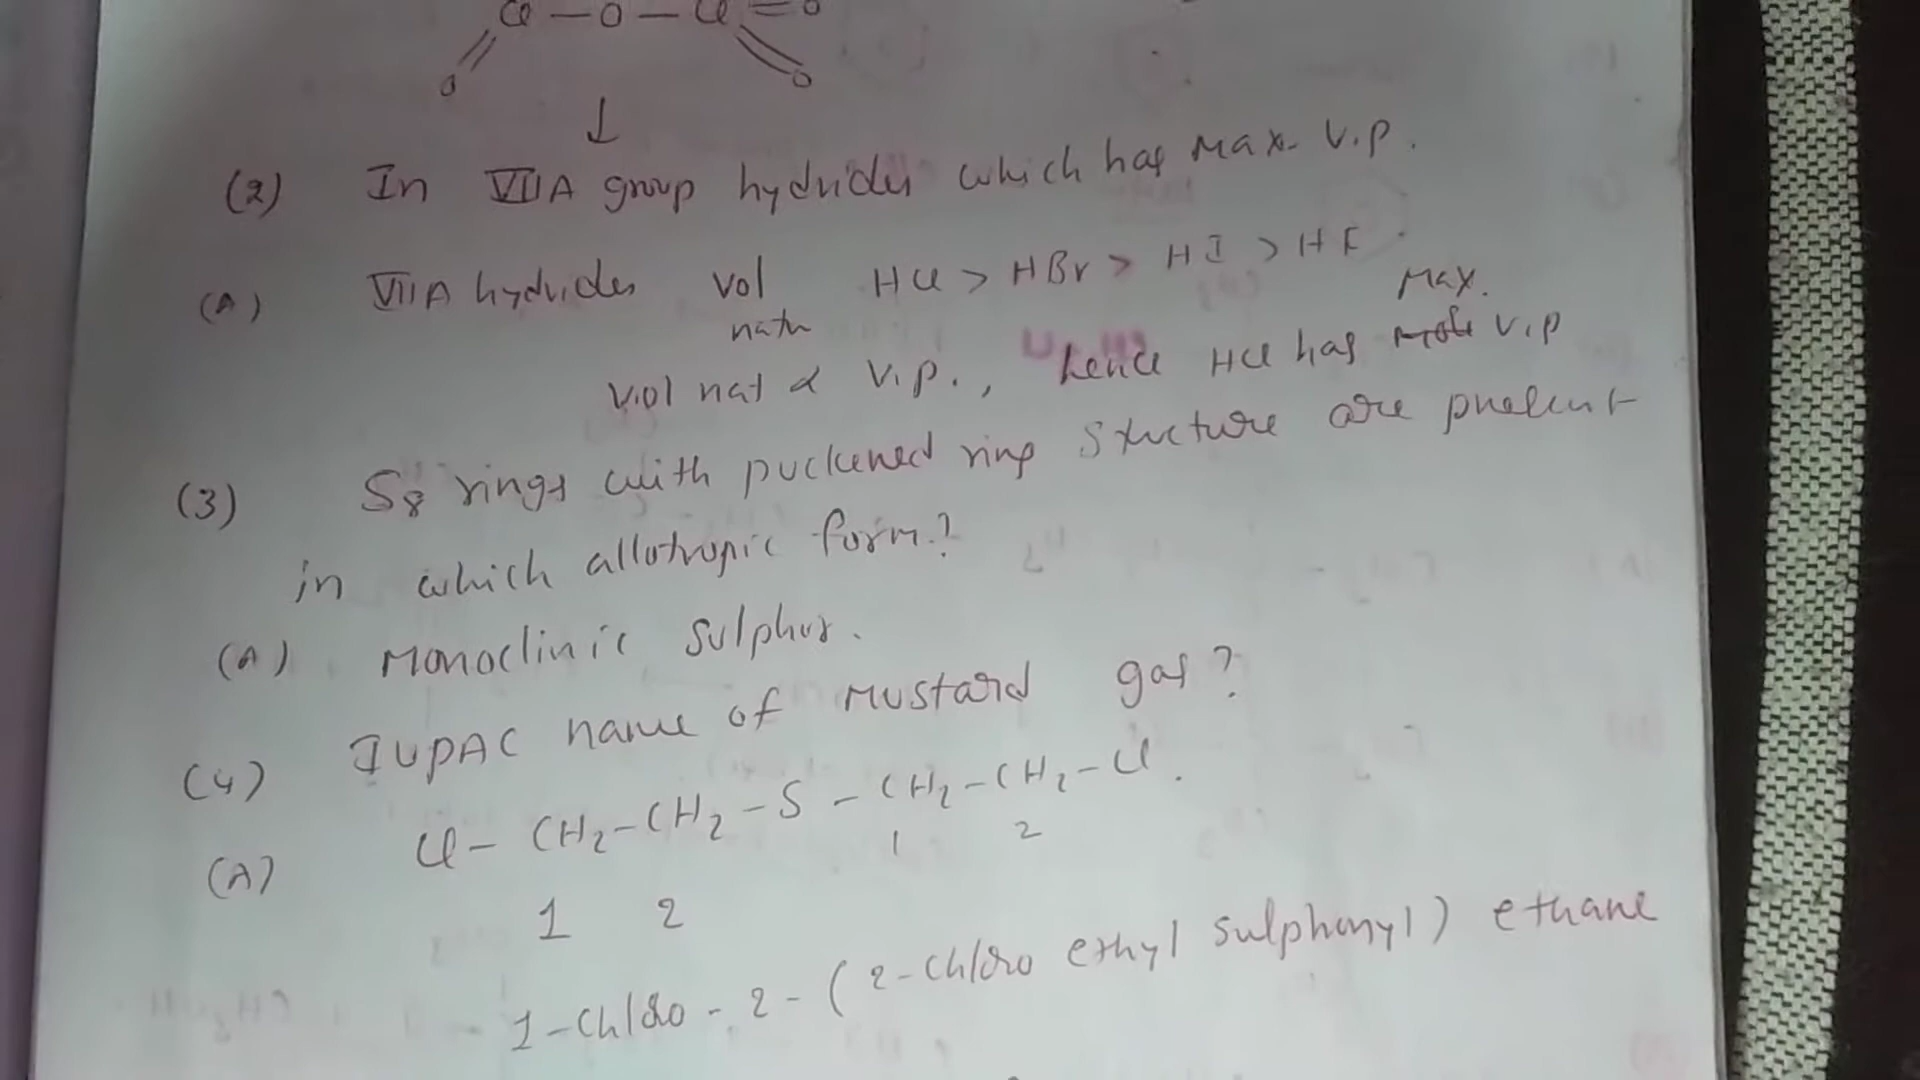 Cl – O – Cl = O
O O
(2) In VIIA group hydrides which has Max. V.p.
(A) VIIA hydrides vol HCl > HBr > HI > HF
natu Max.
Vol nat α V.p., hence HCl has V.p
(3) S8 rings with puckered ring structure are present
in which allotropic form?
(A) Monoclinic sulphur.
(4) IUPAC name of Mustard gas?
(A) Cl – CH2 – CH2 – S – CH2 – CH2 – Cl.
1 2
1 2
1-Chloro - 2 - (2-Chloro ethyl sulphonyl) ethane